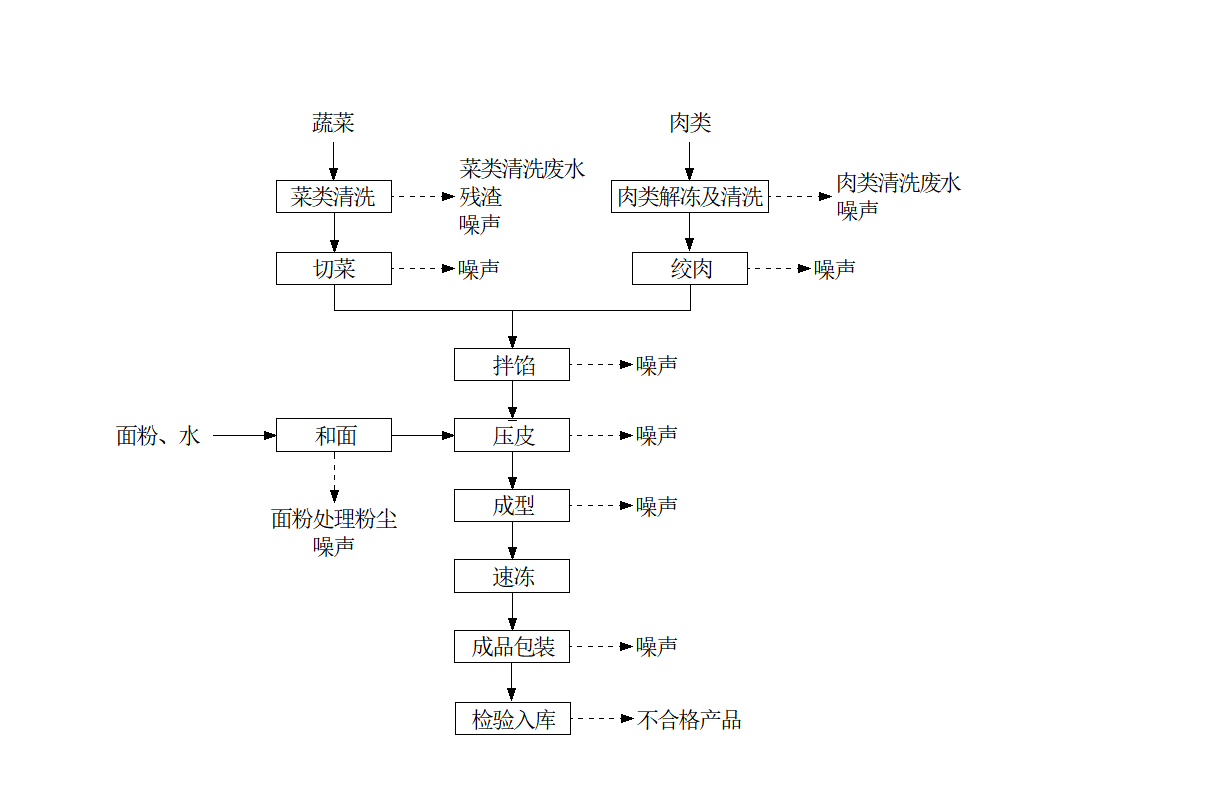 蔬菜
肉类
菜类清洗废水
菜类清洗
残渣
噪声
肉类解冻及清洗
肉类清洗废水
噪声
切菜
噪声
绞肉
噪声
拌馅
噪声
面粉、水
和面
压皮
噪声
面粉处理粉尘
噪声
成型
噪声
速冻
成品包装
噪声
检验入库
不合格产品